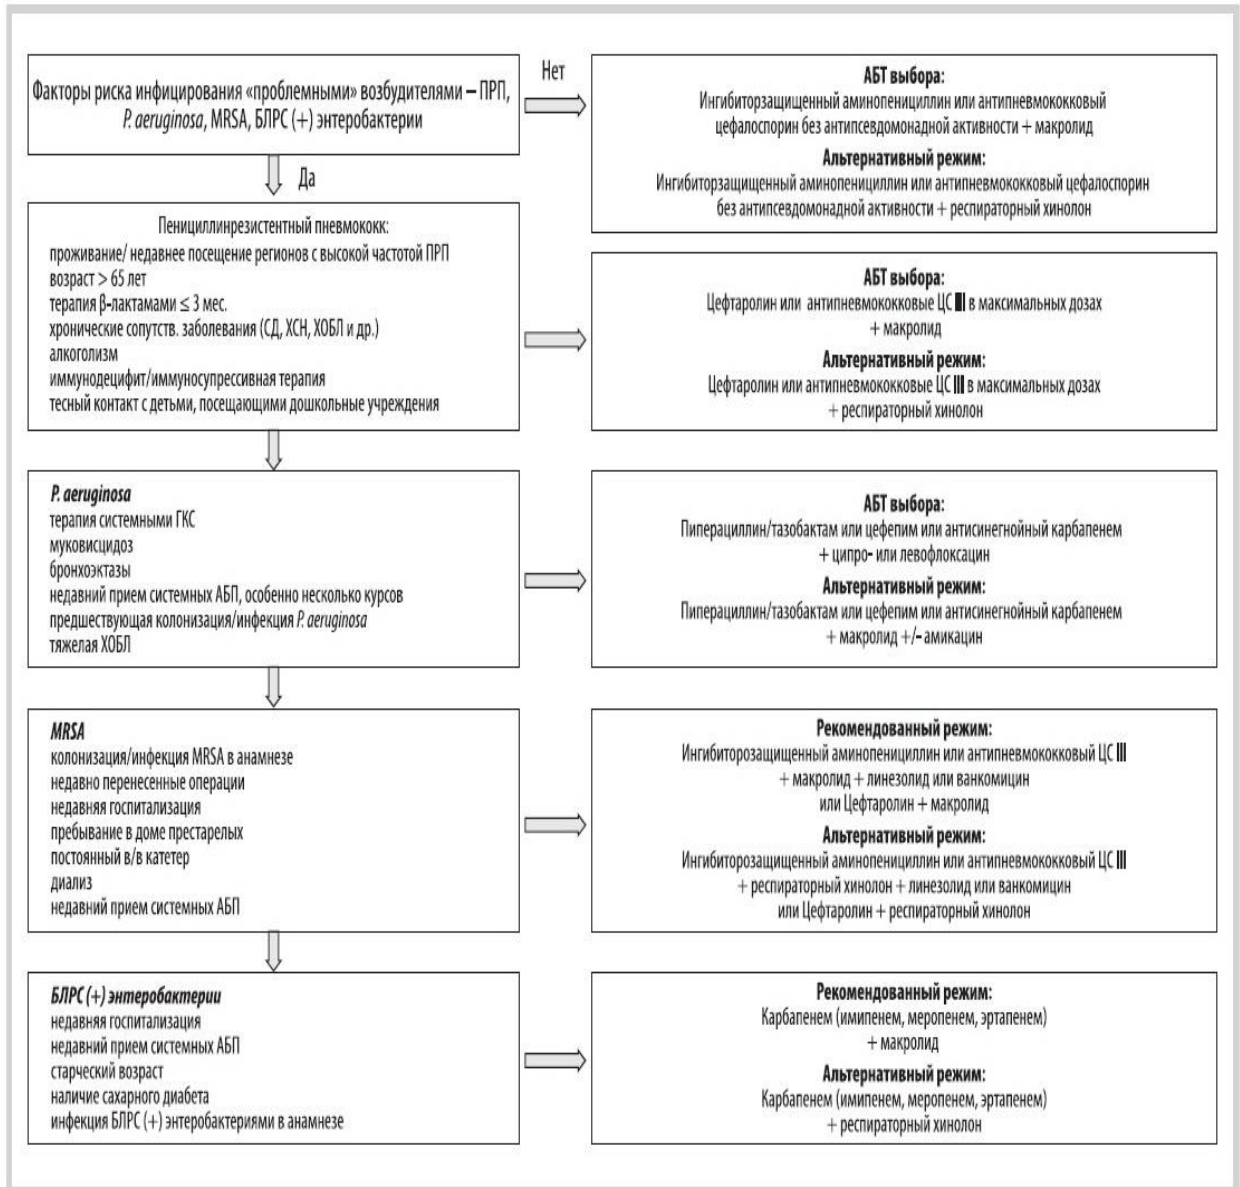 Факторы риска инфицирования «проблемными» возбудителями – ПРП,
P. aeruginosa, MRSA, БЛРС (+) энтеробактерии
Нет
АБТ выбора:
Ингибиторзащищенный аминопенициллин или антипневмококковый
цефалоспорин без антипсевдомонадной активности + макролид
Альтернативный режим:
Ингибиторзащищенный аминопенициллин или антипневмококковый цефалоспорин
без антипсевдомонадной активности + респираторный хинолон
Да
Пенициллинрезистентный пневмококк:
проживание/ недавнее посещение регионов с высокой частотой ПРП
возраст > 65 лет
терапия β-лактамами ≤ 3 мес.
хронические сопутств. заболевания (СД, ХСН, ХОБЛ и др.)
алкоголизм
иммунодецифит/иммуносупрессивная терапия
тесный контакт с детьми, посещающими дошкольные учреждения
АБТ выбора:
Цефтаролин или антипневмококковые ЦС III в максимальных дозах
+ макролид
Альтернативный режим:
Цефтаролин или антипневмококковые ЦС III в максимальных дозах
+ респираторный хинолон
P. aeruginosa
терапия системными ГКС
муковисцидоз
бронхоэктазы
недавний прием системных АБП, особенно несколько курсов
предшествующая колонизация/инфекция P. aeruginosa
тяжелая ХОБЛ
АБТ выбора:
Пиперациллин/тазобактам или цефепим или антисинегнойный карбапенем
+ ципро- или левофлоксацин
Альтернативный режим:
Пиперациллин/тазобактам или цефепим или антисинегнойный карбапенем
+ макролид +/- амикацин
MRSA
колонизация/инфекция MRSA в анамнезе
недавно перенесенные операции
недавняя госпитализация
пребывание в доме престарелых
постоянный в/в катетер
диализ
недавний прием системных АБП
Рекомендованный режим:
Ингибиторозащищенный аминопенициллин или антипневмококковый ЦС III
+ макролид + линезолид или ванкомицин
или Цефтаролин + макролид
Альтернативный режим:
Ингибиторозащищенный аминопенициллин или антипневмококковый ЦС III
+ респираторный хинолон + линезолид или ванкомицин
или Цефтаролин + респираторный хинолон
БЛРС (+) энтеробактерии
недавняя госпитализация
недавний прием системных АБП
старческий возраст
наличие сахарного диабета
инфекция БЛРС (+) энтеробактериями в анамнезе
Рекомендованный режим:
Карбапенем (имипенем, меропенем, эртапенем)
+ макролид
Альтернативный режим:
Карбапенем (имипенем, меропенем, эртапенем)
+ респираторный хинолон